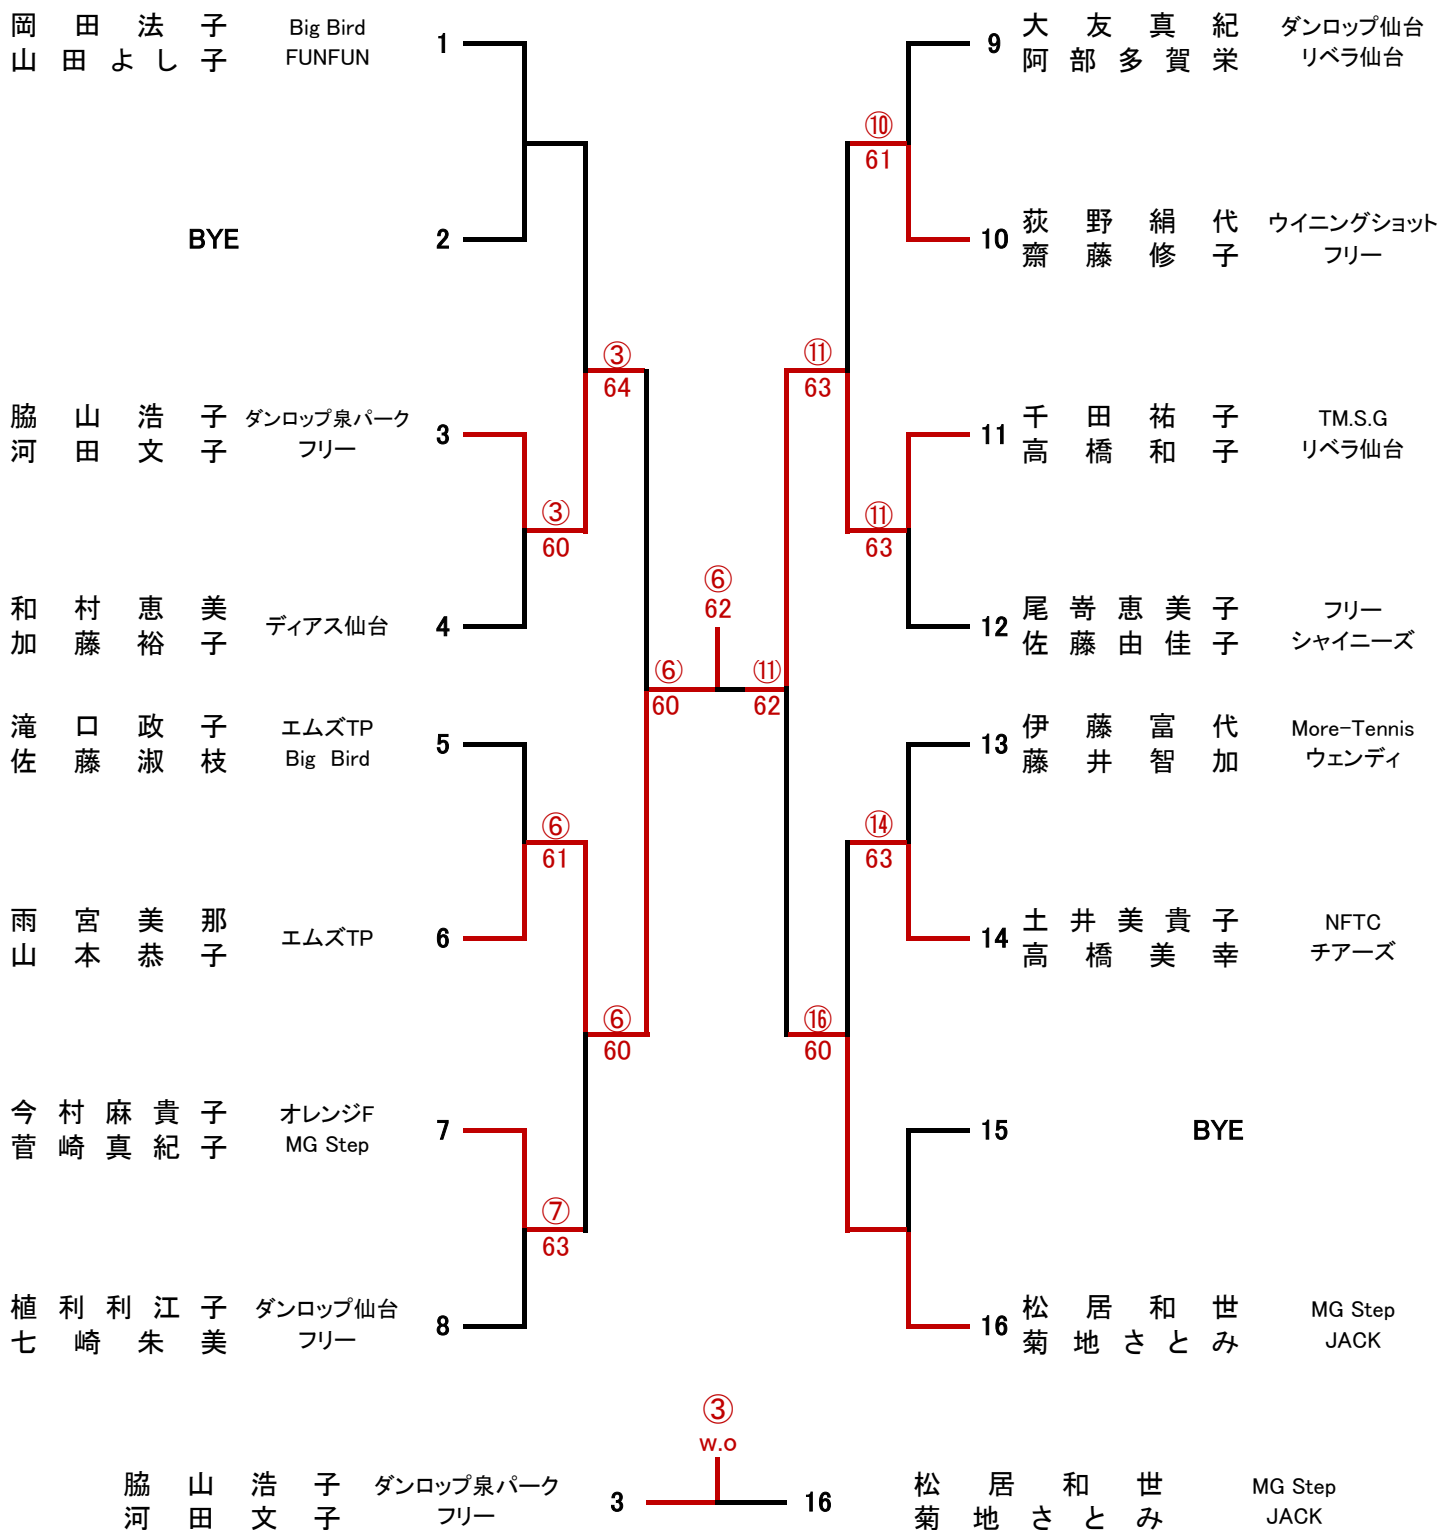 岡田法子 Big Bird
山田よし子 FUNFUN
1
BYE 2
③
64
脇山浩子 ダンロップ泉パーク
河田文子 フリー
3
③
60
和村恵美
加藤裕子
ディアス仙台 4
滝口政子 エムズTP
佐藤淑枝 Big Bird
5
⑥
61
雨宮美那
山本恭子
エムズTP 6
⑥
60
今村麻貴子 オレンジF
菅崎真紀子 MG Step
7
⑦
63
植利利江子 ダンロップ仙台
七崎朱美 フリー
8
⑥
60
⑥
62
⑪
62
9
大友真紀 ダンロップ仙台
阿部多賀栄 リベラ仙台
⑩
61
10
荻野絹代 ウイニングショット
齋藤修子 フリー
⑪
63
11
千田祐子 TM.S.G
高橋和子 リベラ仙台
⑪
63
12
尾嵜恵美子 フリー
佐藤由佳子 シャイニーズ
13
伊藤富代 More-Tennis
藤井智加 ウェンディ
⑭
63
14
土井美貴子 NFTC
高橋美幸 チアーズ
⑯
60
15 BYE
16
松居和世 MG Step
菊地さとみ JACK
③
w.o
脇山浩子 ダンロップ泉パーク
河田文子 フリー
3
16
松居和世 MG Step
菊地さとみ JACK